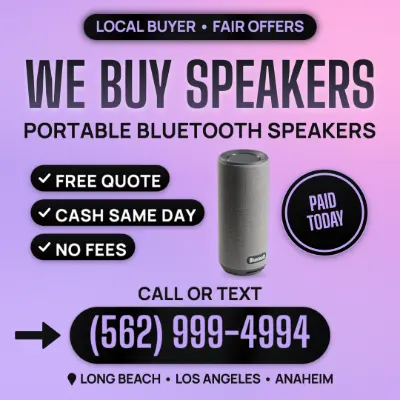 LOCAL BUYER • FAIR OFFERS
WE BUY SPEAKERS
PORTABLE BLUETOOTH SPEAKERS
✓ FREE QUOTE
✓ CASH SAME DAY
✓ NO FEES
PAID
TODAY
CALL OR TEXT
(562) 999-4994
LONG BEACH • LOS ANGELES • ANAHEIM